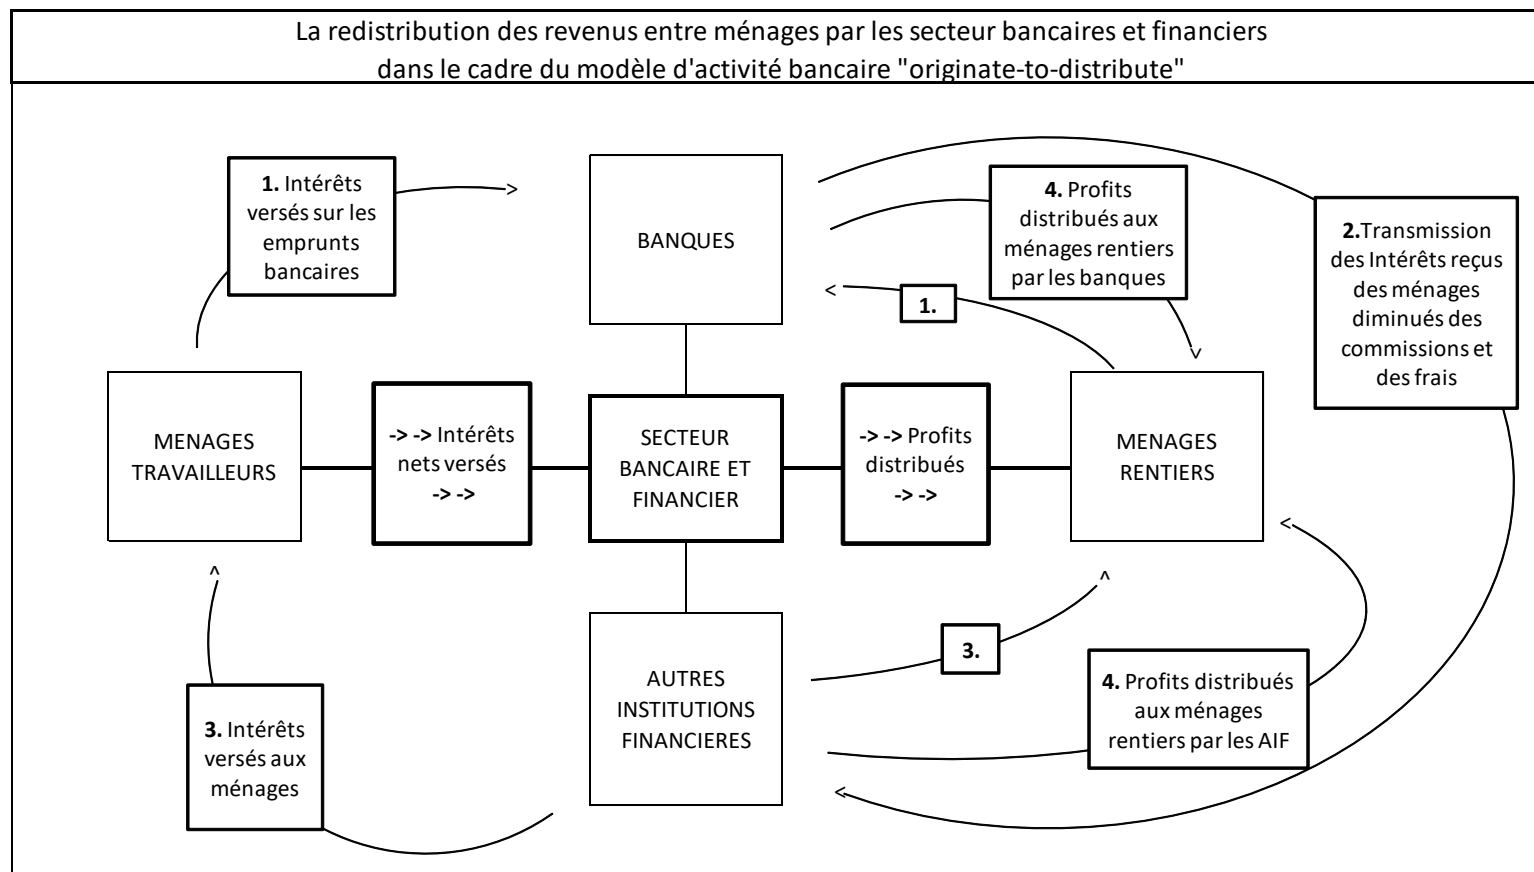 La redistribution des revenus entre ménages par les secteur bancaires et financiers
dans le cadre du modèle d'activité bancaire "originate-to-distribute"
1. Intérêts
versés sur les
emprunts
bancaires
>
BANQUES
4. Profits
distribués aux
ménages rentiers
par les banques
2.Transmission
des Intérêts reçus
des ménages
diminués des
commissions et
des frais
<
1.
>
MENAGES
TRAVAILLEURS
-> -> Intérêts
nets versés
-> ->
SECTEUR
BANCAIRE ET
FINANCIER
-> -> Profits
distribués
-> ->
MENAGES
RENTIERS
<
>
>
3. Intérêts
versés aux
ménages
AUTRES
INSTITUTIONS
FINANCIERES
3.
4. Profits distribués
aux ménages
rentiers par les AIF
<